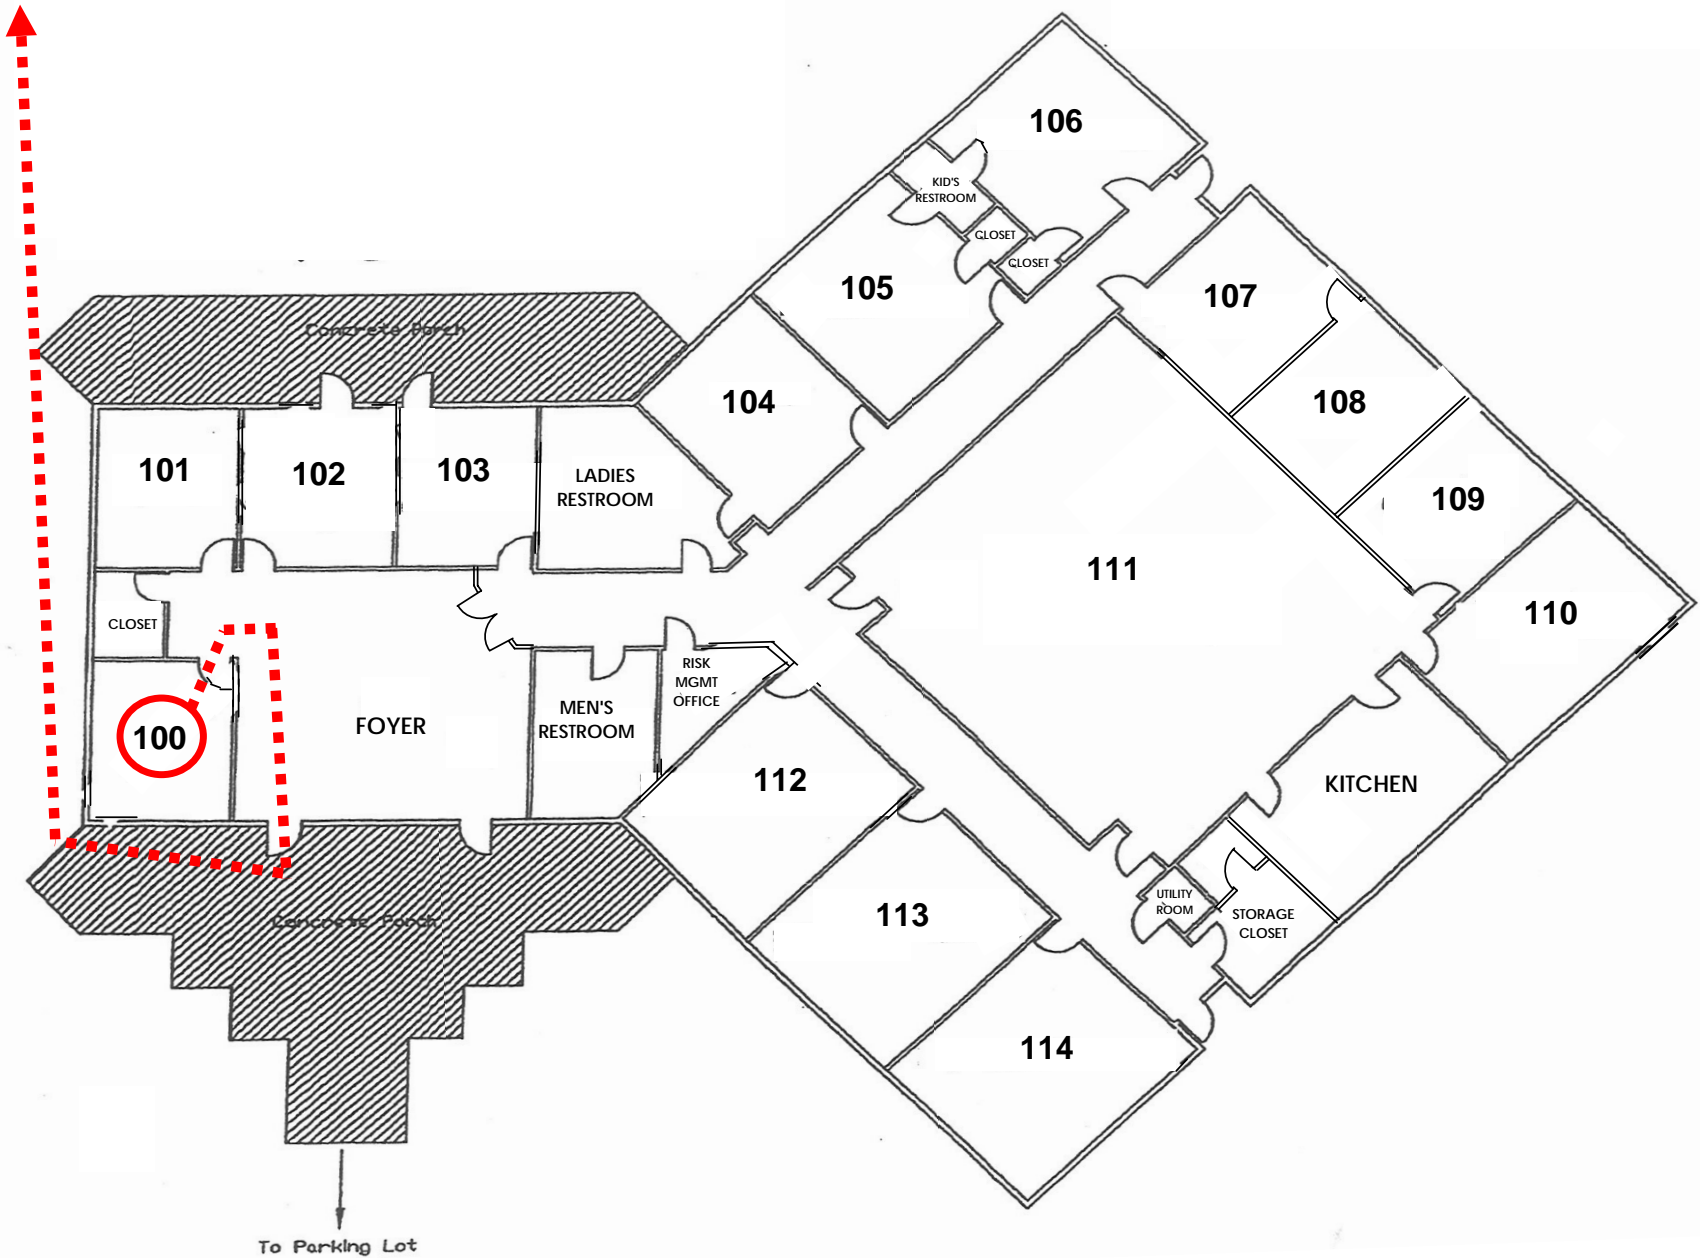 106
KID'S
RESTROOM
CLOSET
CLOSET
105
107
Concrete Porch
104
108
101
102
103
LADIES
RESTROOM
109
111
110
CLOSET
RISK
MGMT
OFFICE
100
FOYER
MEN'S
RESTROOM
112
KITCHEN
113
UTILITY
ROOM
STORAGE
CLOSET
Concrete Porch
114
To Parking Lot